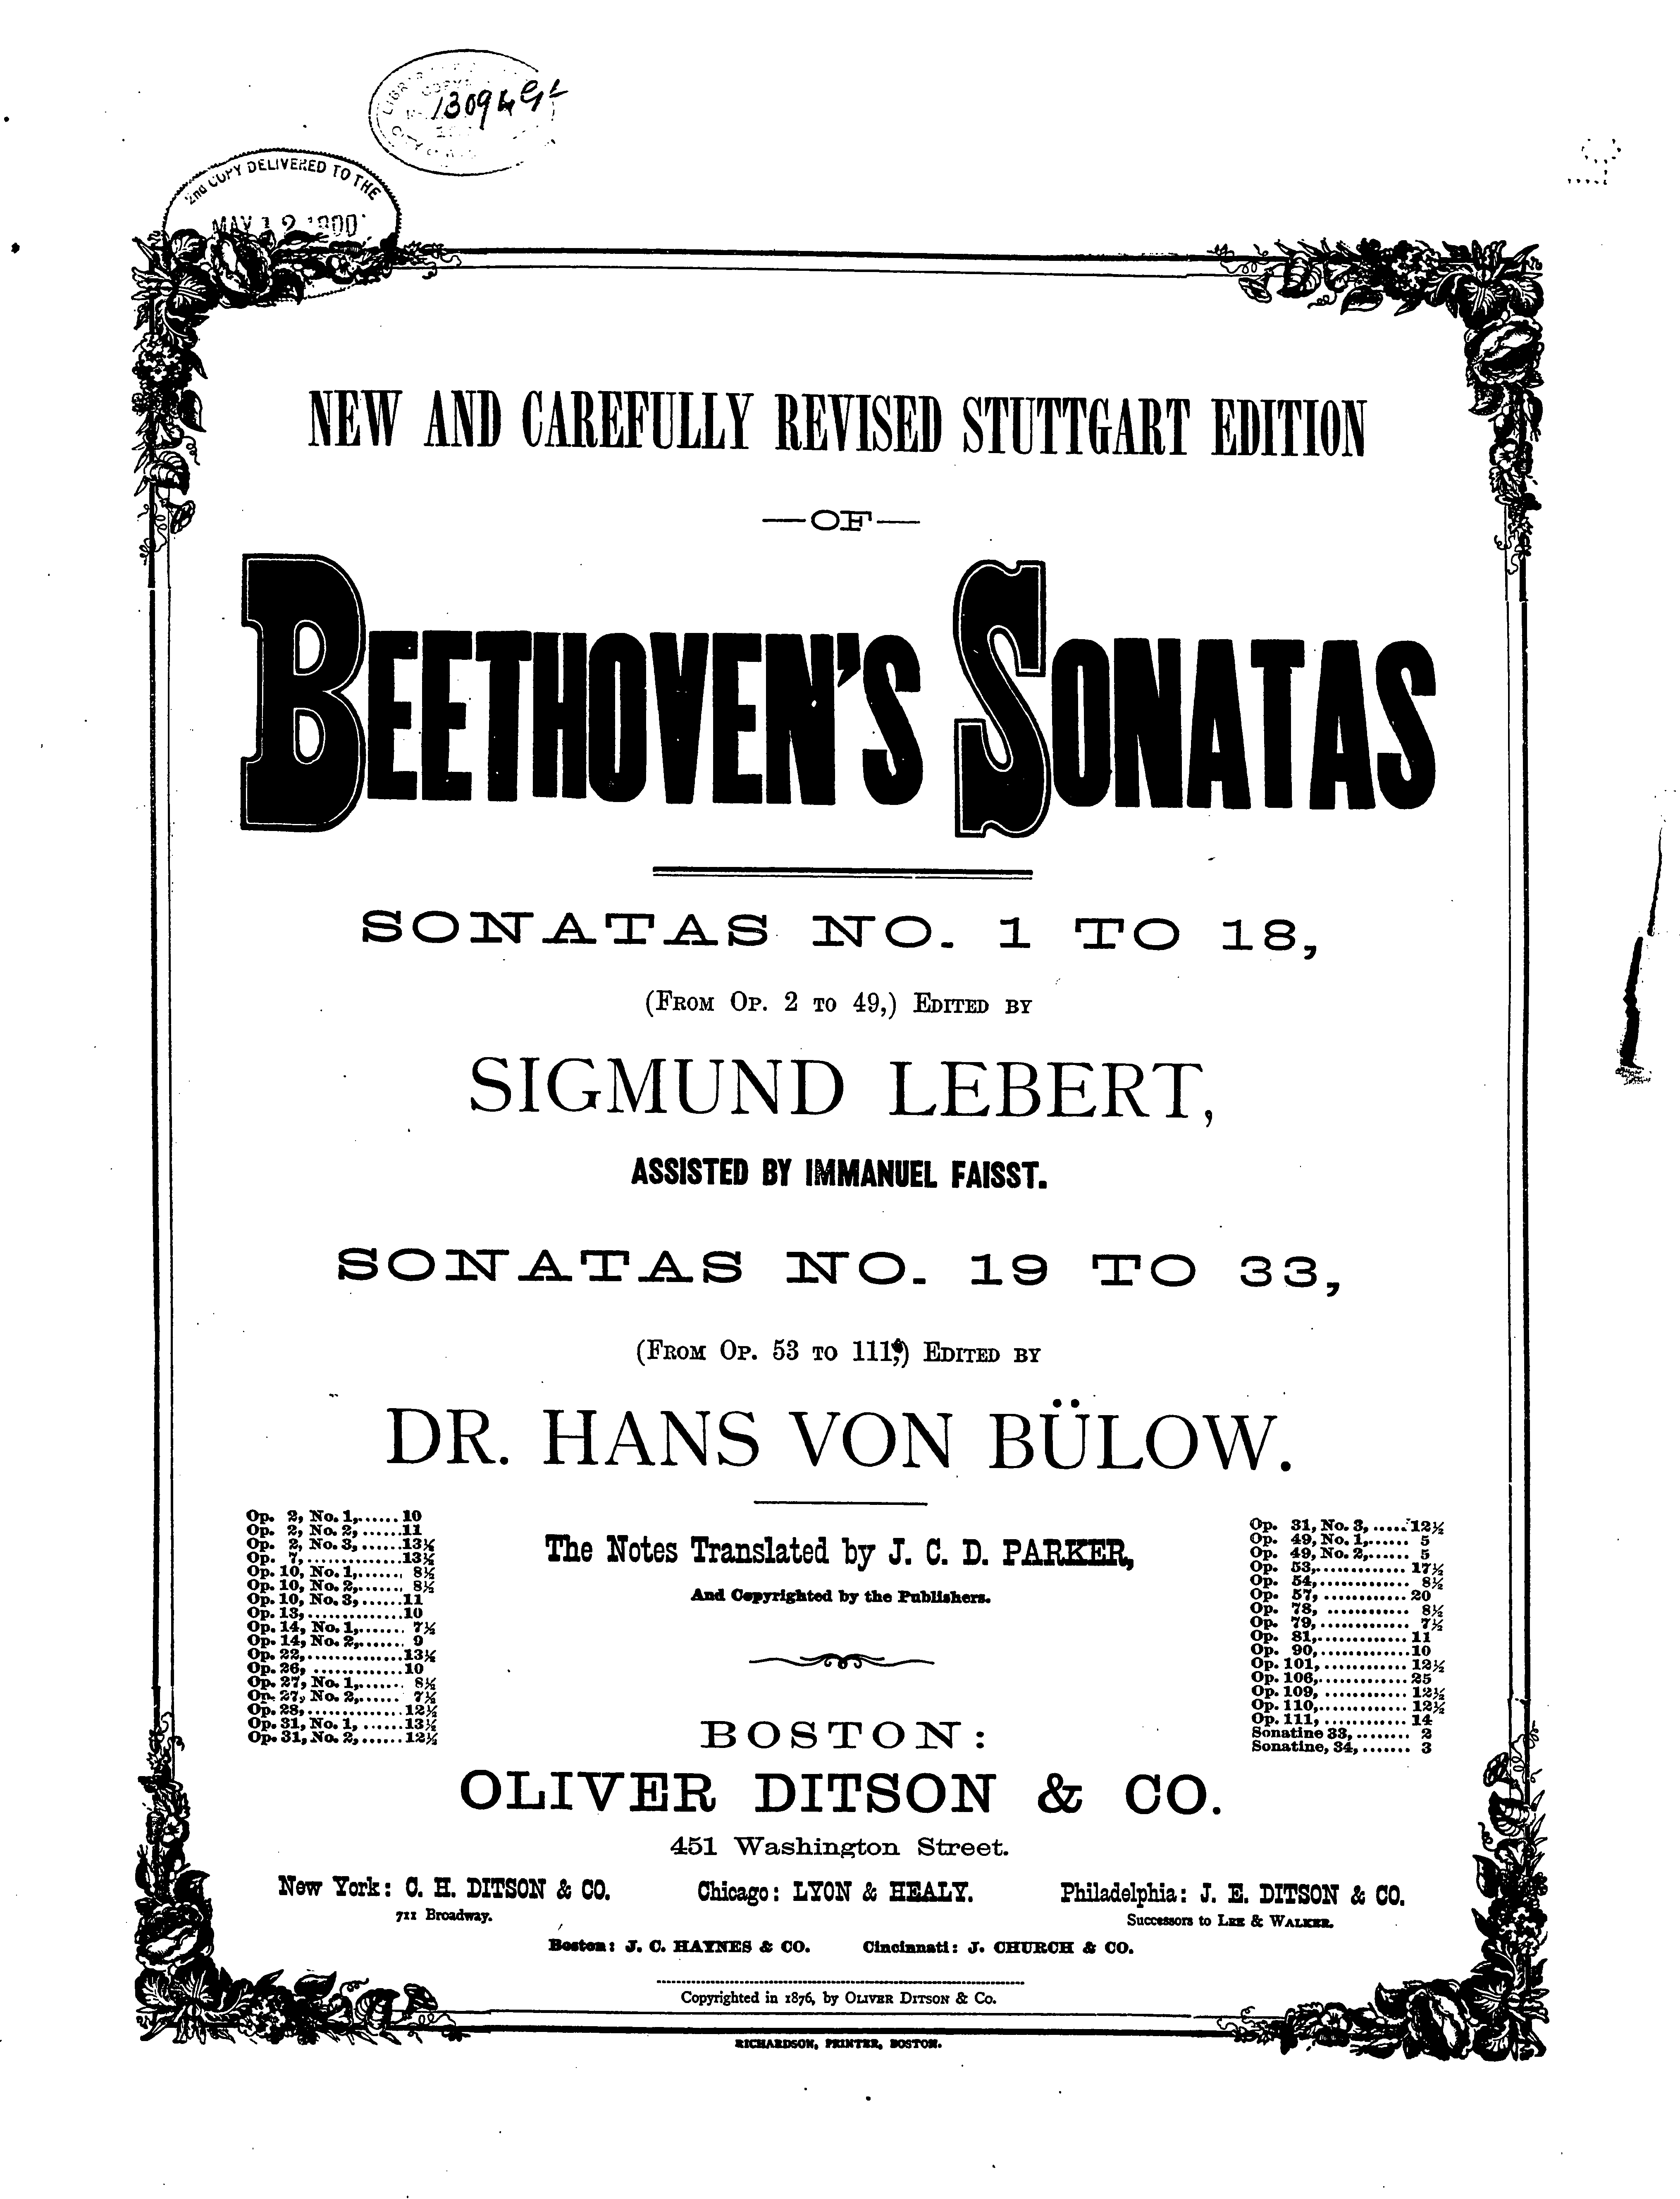 1309
2nd COPY DELIVERED TO THE
MAY 12 1900
NEW AND CAREFULLY REVISED STUTTGART EDITION
—OF—
BEETHOVEN'S SONATAS
SONATAS NO. 1 TO 18,
(FROM OP. 2 TO 49,) EDITED BY
SIGMUND LEBERT,
ASSISTED BY IMMANUEL FAISST.
SONATAS NO. 19 TO 33,
(FROM OP. 53 TO 111,) EDITED BY
DR. HANS VON BÜLOW.
Op. 2, No. 1,......10
Op. 2, No. 2,......11
Op. 2, No. 3,......13½
Op. 7,.............13½
Op. 10, No. 1,...... 8½
Op. 10, No. 2,...... 8½
Op. 10, No. 3,......11
Op. 13,.............10
Op. 14, No. 1,...... 7½
Op. 14, No. 2,...... 9
Op. 22,.............13½
Op. 26,.............10
Op. 27, No. 1,...... 8½
Op. 27, No. 2,...... 7½
Op. 28,.............12½
Op. 31, No. 1,......13½
Op. 31, No. 2,......12½
The Notes Translated by J. C. D. PARKER,
And Copyrighted by the Publishers.
Op. 31, No. 3,......12½
Op. 49, No. 1,...... 5
Op. 49, No. 2,...... 5
Op. 53,.............17½
Op. 54,............. 8½
Op. 57,.............20
Op. 78,............. 8½
Op. 79,............. 7½
Op. 81,.............11
Op. 90,.............10
Op. 101,............12½
Op. 106,............25
Op. 109,............12½
Op. 110,............12½
Op. 111,............14
Sonatine 33,........ 2
Sonatine, 34,....... 3
BOSTON:
OLIVER DITSON & CO.
451 Washington Street.
New York: C. H. DITSON & CO. Chicago: LYON & HEALY. Philadelphia: J. E. DITSON & CO.
711 Broadway. Successors to LEE & WALKER.
Boston: J. C. HAYNES & CO. Cincinnati: J. CHURCH & CO.
Copyrighted in 1876, by OLIVER DITSON & CO.
RICHARDSON, PRINTER, BOSTON.